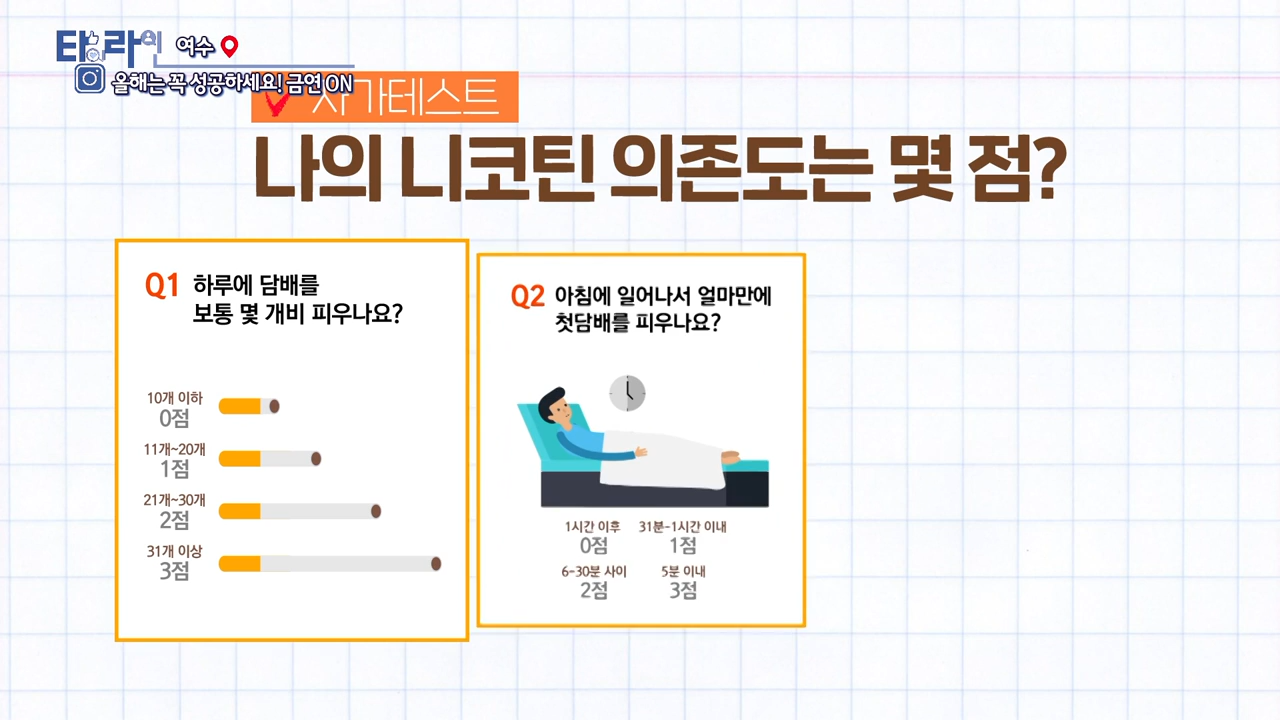 타임라인 여수
올해는 꼭 성공하세요! 금연 ON
자가테스트
나의 니코틴 의존도는 몇 점?
Q1 하루에 담배를
보통 몇 개비 피우나요?
10개 이하
0점
11개~20개
1점
21개~30개
2점
31개 이상
3점
Q2 아침에 일어나서 얼마만에
첫담배를 피우나요?
1시간 이후 31분-1시간 이내
0점 1점
6-30분 사이 5분 이내
2점 3점